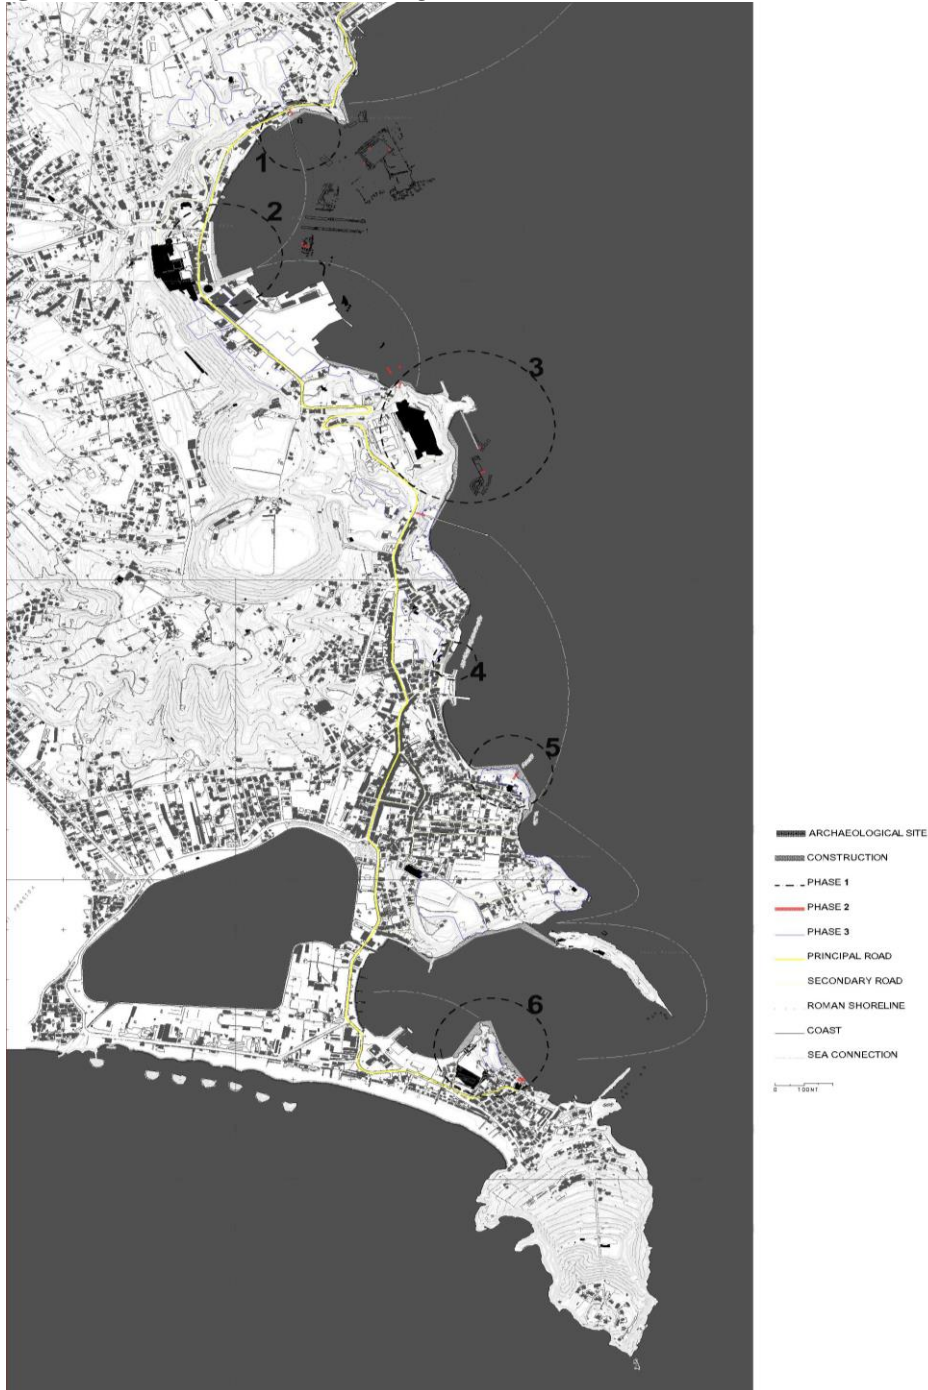 1
2
3
4
5
6
ARCHAEOLOGICAL SITE
CONSTRUCTION
PHASE 1
PHASE 2
PHASE 3
PRINCIPAL ROAD
SECONDARY ROAD
ROMAN SHORELINE
COAST
SEA CONNECTION